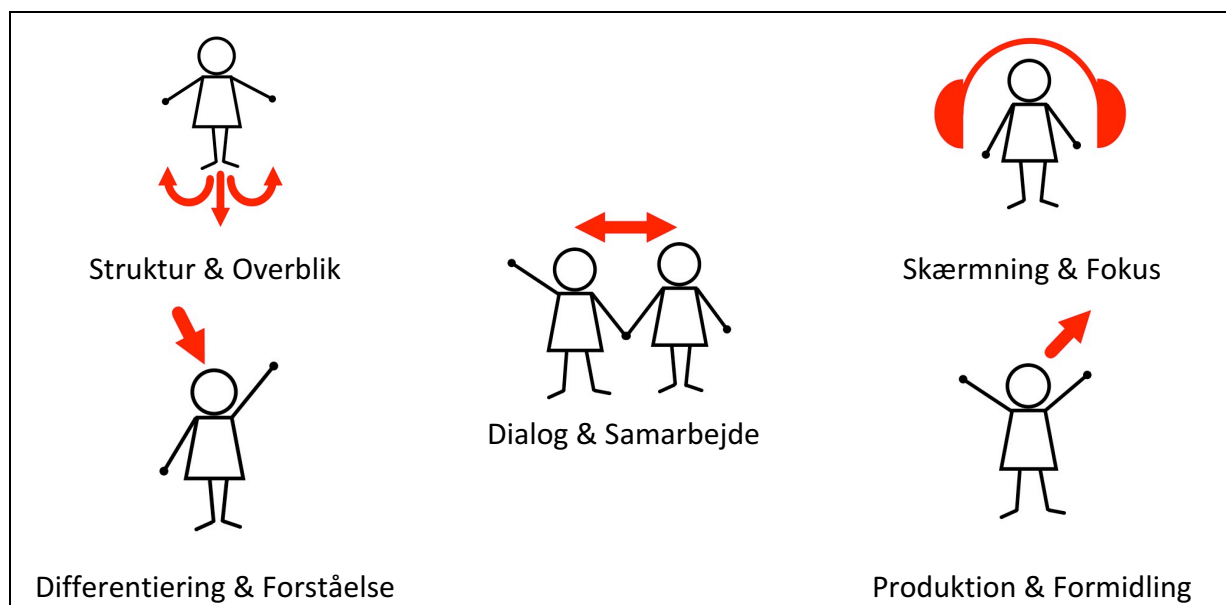 Struktur & Overblik
Skærmning & Fokus
Dialog & Samarbejde
Differentiering & Forståelse
Produktion & Formidling